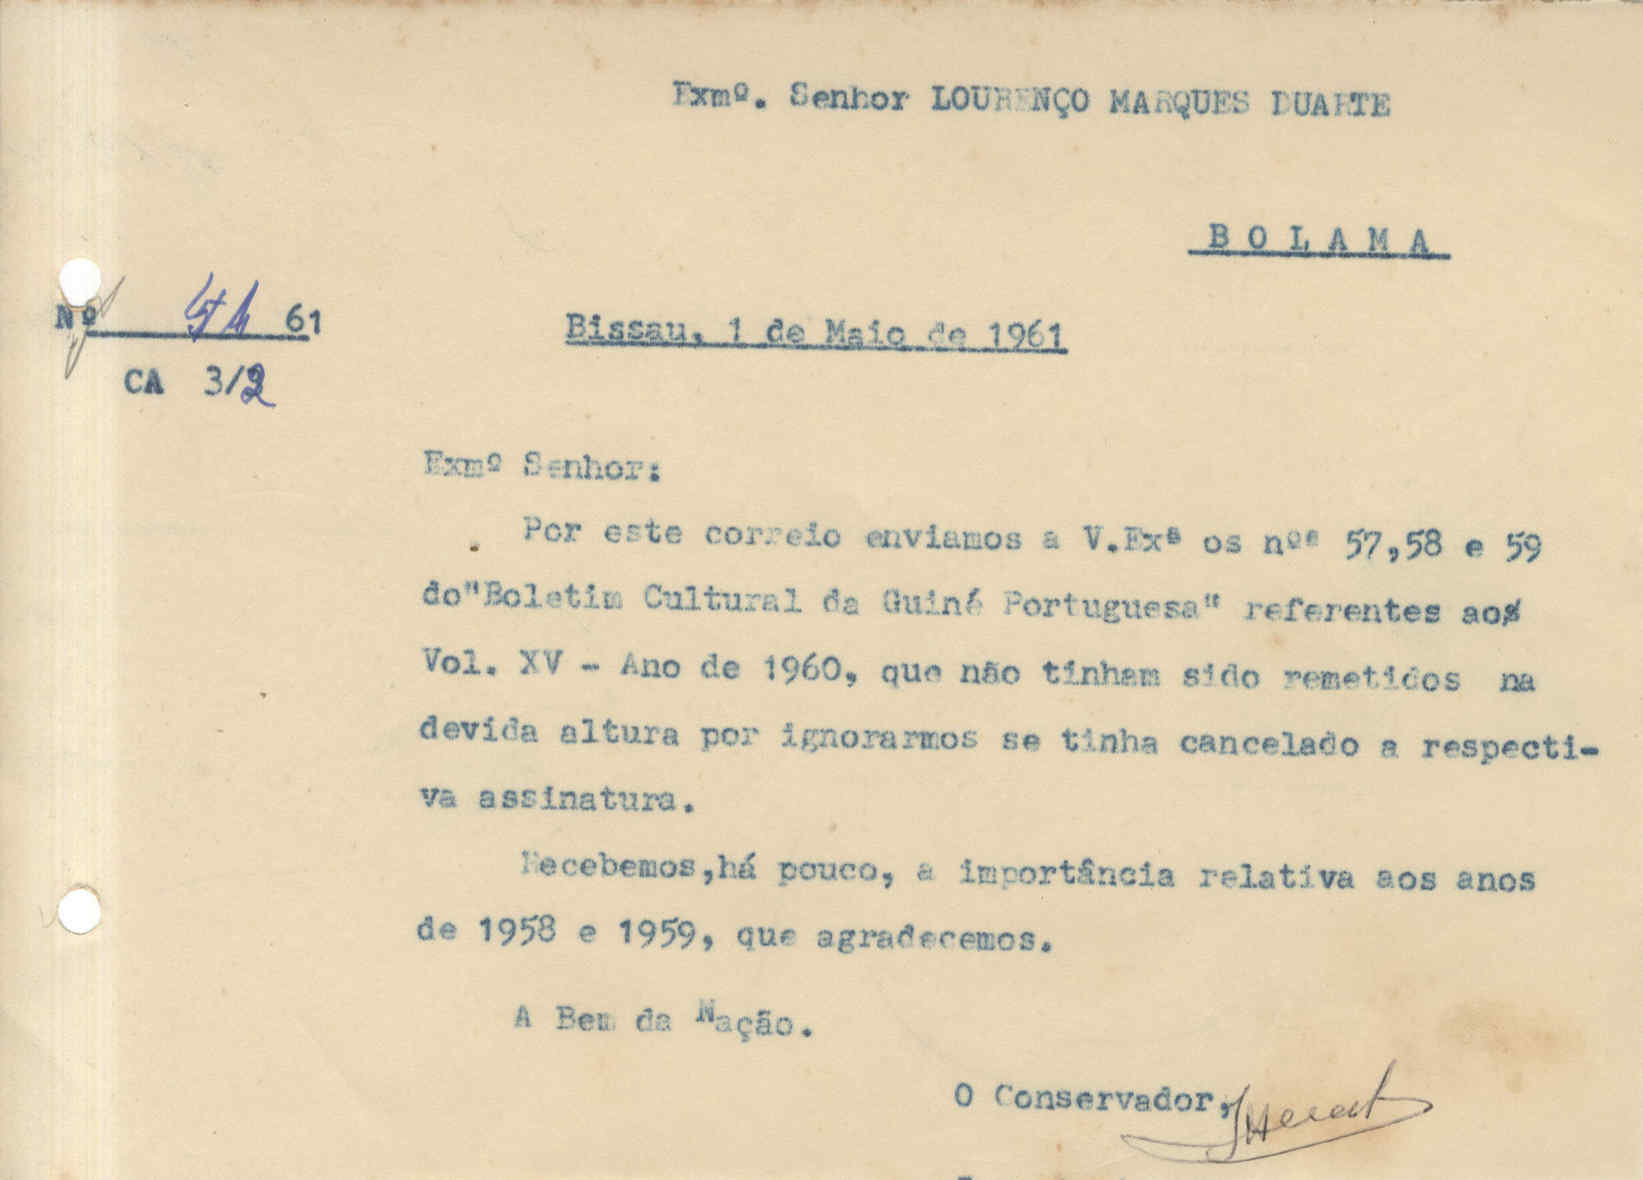 Exmº. Senhor LOURENÇO MARQUES DUARTE
BOLAMA
Nº 61
Bissau, 1 de Maio de 1961
CA 3/2
Exmº Senhor:
Por este correio enviamos a V.Exª os nºs 57,58 e 59
do"Boletim Cultural da Guiné Portuguesa" referentes ao
Vol. XV - Ano de 1960, que não tinham sido remetidos na
devida altura por ignorarmos se tinha cancelado a respecti-
va assinatura.
Recebemos,há pouco, a importância relativa aos anos
de 1958 e 1959, que agradecemos.
A Bem da Nação.
O Conservador,